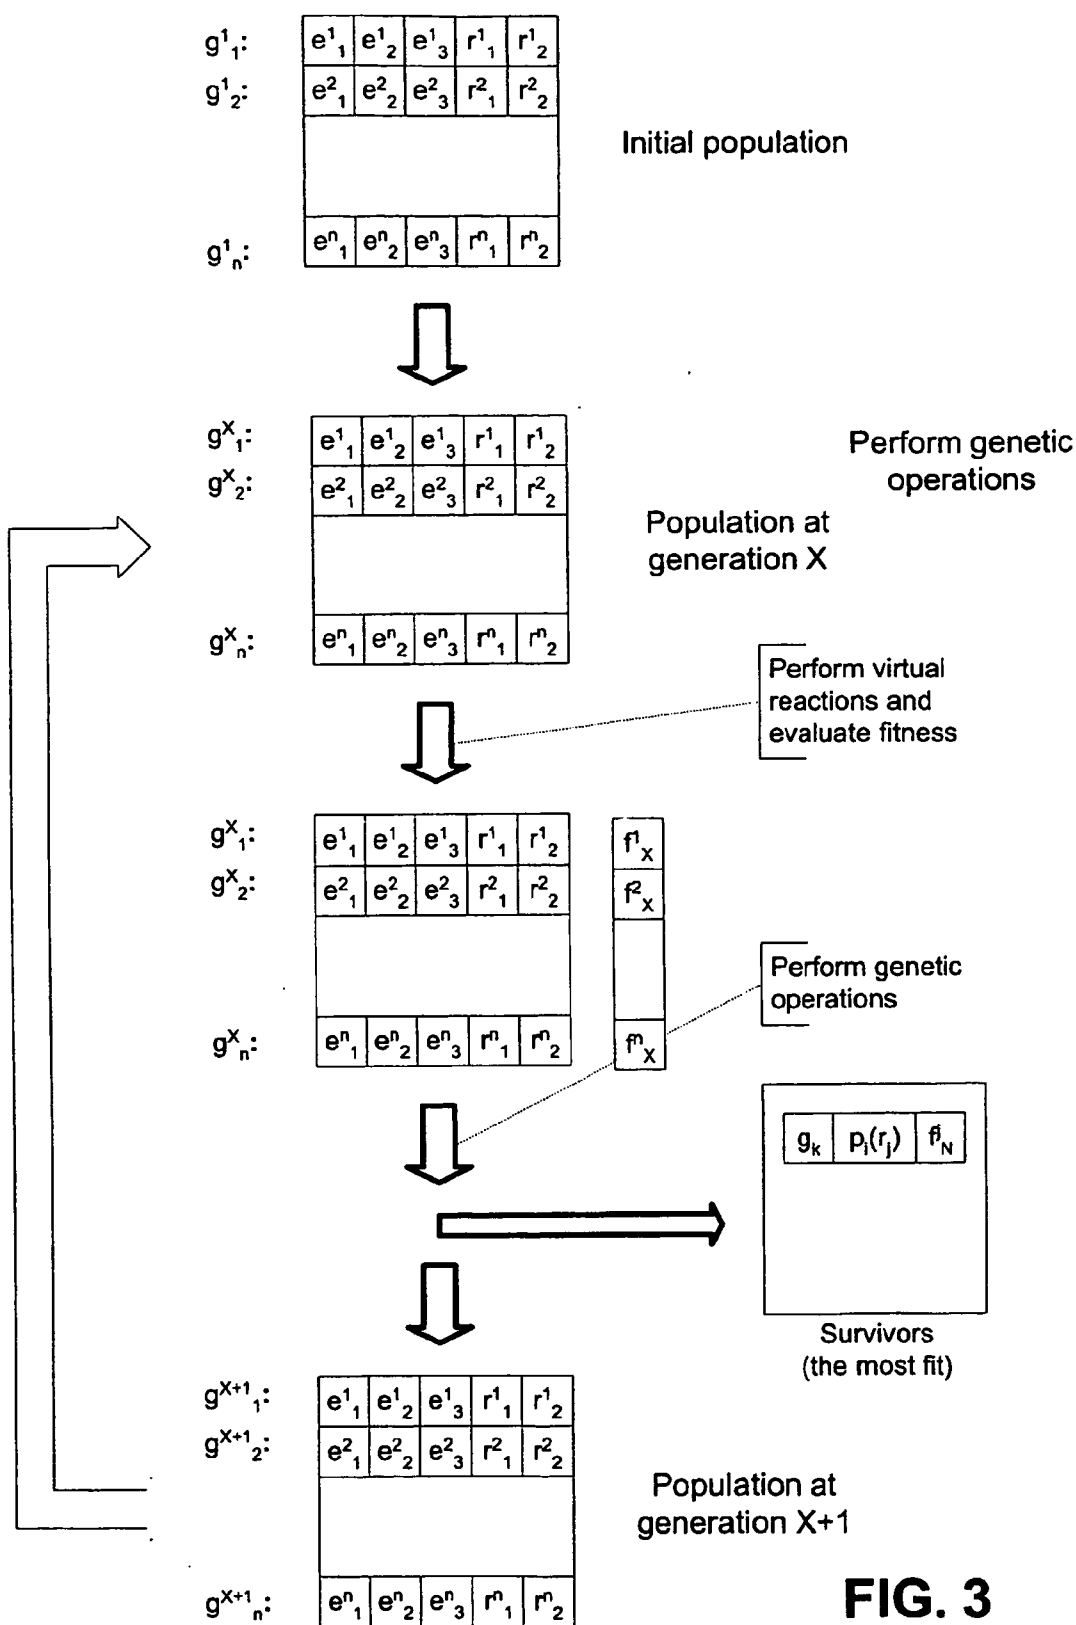 g¹₁: e¹₁ e¹₂ e¹₃ r¹₁ r¹₂
g¹₂: e²₁ e²₂ e²₃ r²₁ r²₂
Initial population
g¹ₙ: eⁿ₁ eⁿ₂ eⁿ₃ rⁿ₁ rⁿ₂
gˣ₁: e¹₁ e¹₂ e¹₃ r¹₁ r¹₂
Perform genetic
operations
gˣ₂: e²₁ e²₂ e²₃ r²₁ r²₂
Population at
generation X
gˣₙ: eⁿ₁ eⁿ₂ eⁿ₃ rⁿ₁ rⁿ₂
Perform virtual
reactions and
evaluate fitness
gˣ₁: e¹₁ e¹₂ e¹₃ r¹₁ r¹₂ f¹ₓ
gˣ₂: e²₁ e²₂ e²₃ r²₁ r²₂ f²ₓ
Perform genetic
operations
gˣₙ: eⁿ₁ eⁿ₂ eⁿ₃ rⁿ₁ rⁿ₂ fⁿₓ
g_k p_i(r_j) f^i_N
Survivors
(the most fit)
gˣ⁺¹₁: e¹₁ e¹₂ e¹₃ r¹₁ r¹₂
gˣ⁺¹₂: e²₁ e²₂ e²₃ r²₁ r²₂
Population at
generation X+1
gˣ⁺¹ₙ: eⁿ₁ eⁿ₂ eⁿ₃ rⁿ₁ rⁿ₂
FIG. 3